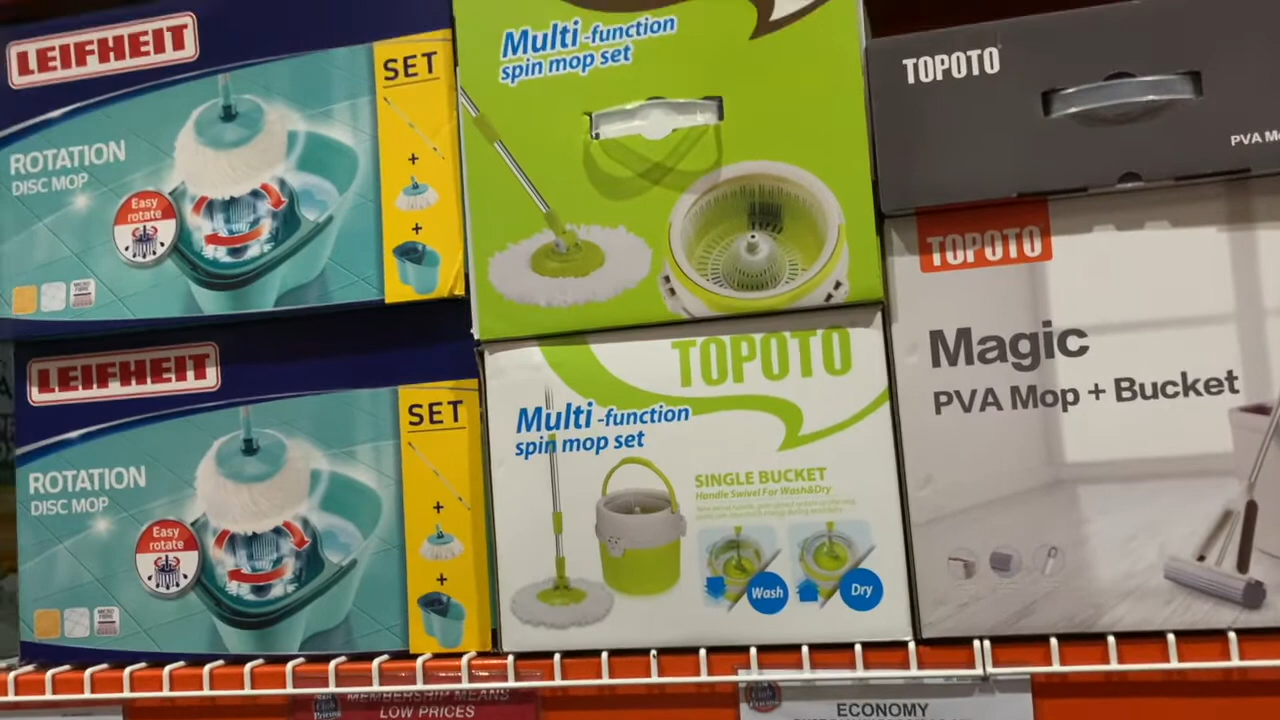 LEIFHEIT
ROTATION
DISC MOP
Easy
rotate
SET
+
+
Multi-function
spin mop set
TOPOTO
PVA
TOPOTO
Magic
PVA Mop + Bucket
LEIFHEIT
ROTATION
DISC MOP
Easy
rotate
MICRO
FIBRE
SET
+
+
TOPOTO
Multi-function
spin mop set
SINGLE BUCKET
Handle Swivel For Wash&Dry
Wash
Dry
MEMBERSHIP MEANS
LOW PRICES
ECONOMY